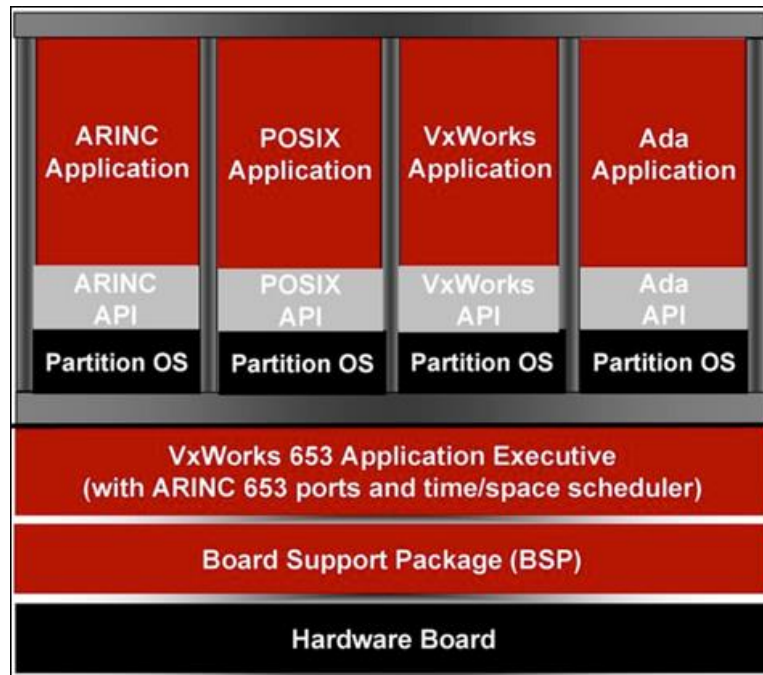 ARINC
Application
POSIX
Application
VxWorks
Application
Ada
Application
ARINC
API
POSIX
API
VxWorks
API
Ada
API
Partition OS
Partition OS
Partition OS
Partition OS
VxWorks 653 Application Executive
(with ARINC 653 ports and time/space scheduler)
Board Support Package (BSP)
Hardware Board